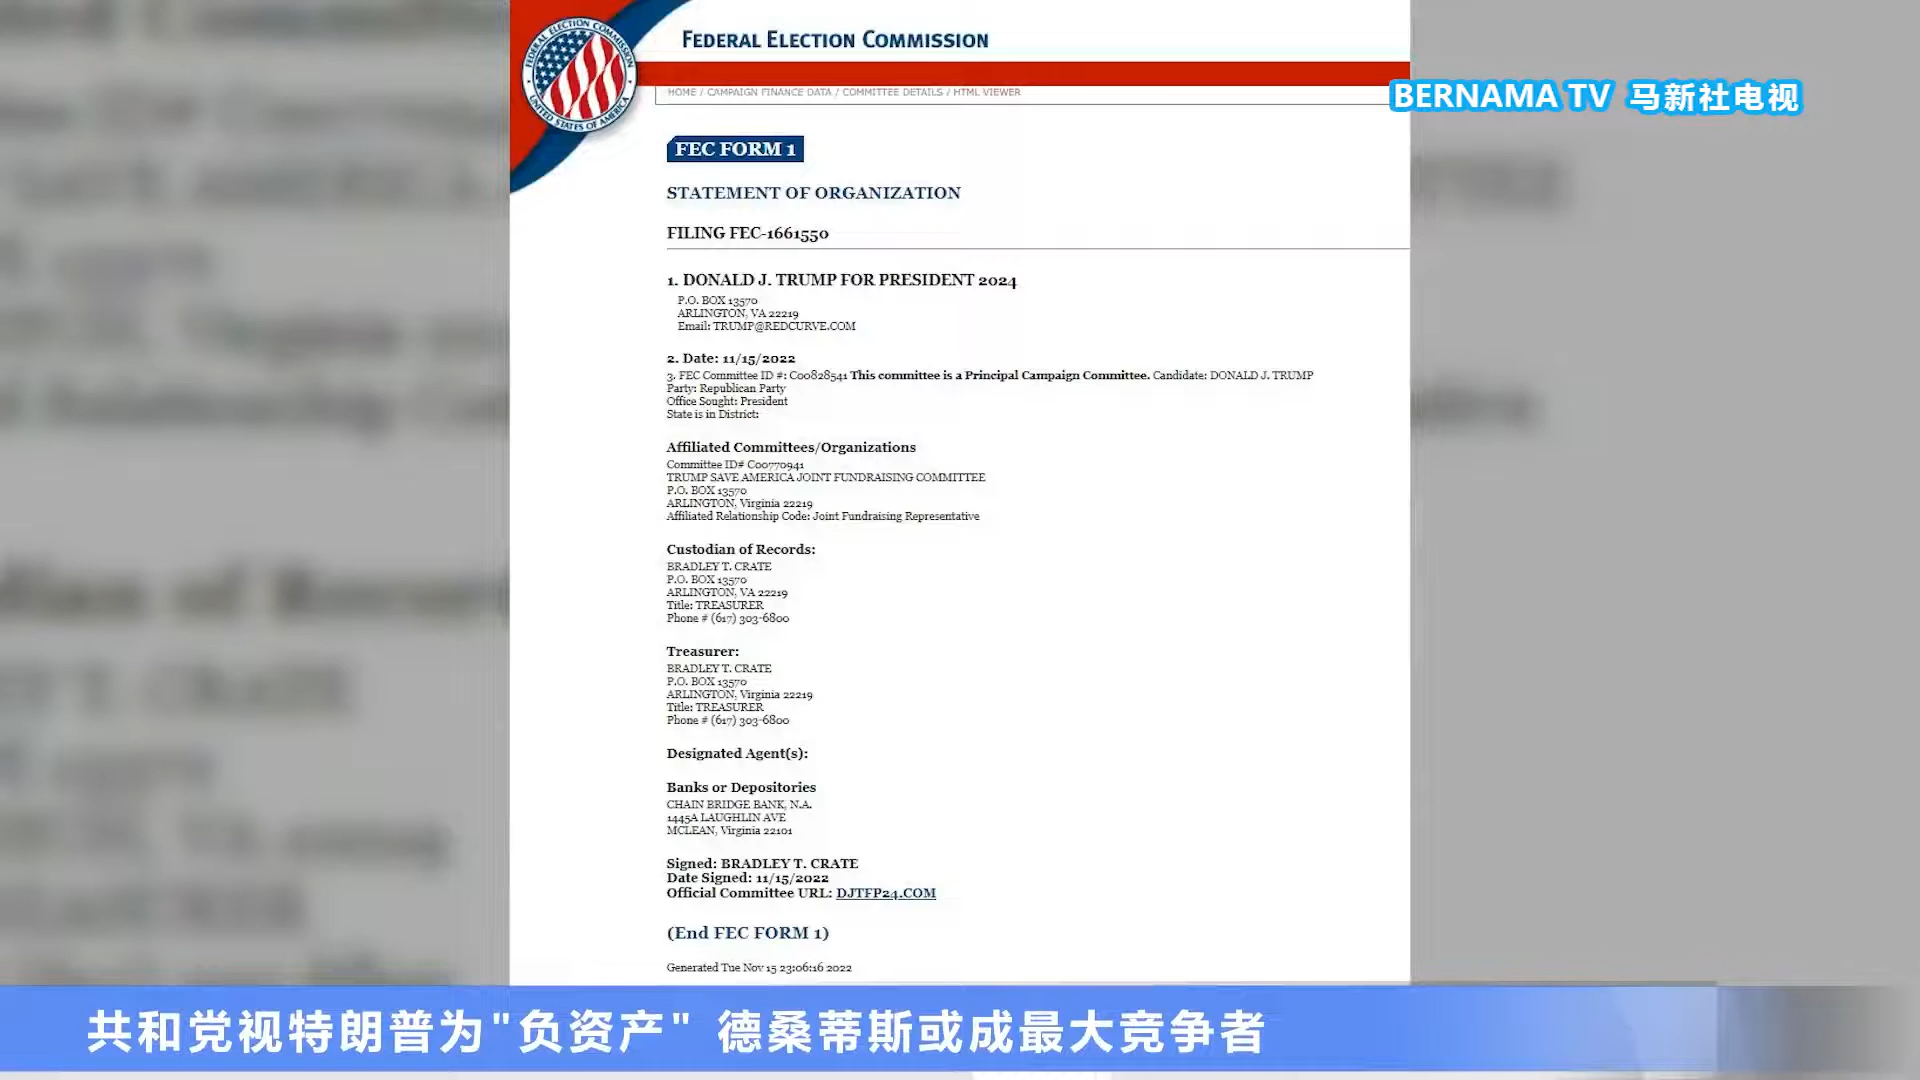 FEDERAL ELECTION COMMISSION
UNITED STATES OF AMERICA
FEDERAL ELECTION COMMISSION
HOME / CAMPAIGN FINANCE DATA / COMMITTEE DETAILS / HTML VIEWER
BERNAMA TV 马新社电视
FEC FORM 1
STATEMENT OF ORGANIZATION
FILING FEC-1661550
1. DONALD J. TRUMP FOR PRESIDENT 2024
P.O. BOX 13570
ARLINGTON, VA 22219
Email: TRUMP@REDCURVE.COM
2. Date: 11/15/2022
3. FEC Committee ID #: C00828541 This committee is a Principal Campaign Committee. Candidate: DONALD J. TRUMP
Party: Republican Party
Office Sought: President
State is in District:
Affiliated Committees/Organizations
Committee ID# C00770941
TRUMP SAVE AMERICA JOINT FUNDRAISING COMMITTEE
P.O. BOX 13570
ARLINGTON, Virginia 22219
Affiliated Relationship Code: Joint Fundraising Representative
Custodian of Records:
BRADLEY T. CRATE
P.O. BOX 13570
ARLINGTON, VA 22219
Title: TREASURER
Phone # (617) 303-6800
Treasurer:
BRADLEY T. CRATE
P.O. BOX 13570
ARLINGTON, Virginia 22219
Title: TREASURER
Phone # (617) 303-6800
Designated Agent(s):
Banks or Depositories
CHAIN BRIDGE BANK, N.A.
1445A LAUGHLIN AVE
MCLEAN, Virginia 22101
Signed: BRADLEY T. CRATE
Date Signed: 11/15/2022
Official Committee URL: DJTFP24.COM
(End FEC FORM 1)
Generated Tue Nov 15 23:06:16 2022
共和党视特朗普为"负资产" 德桑蒂斯或成最大竞争者